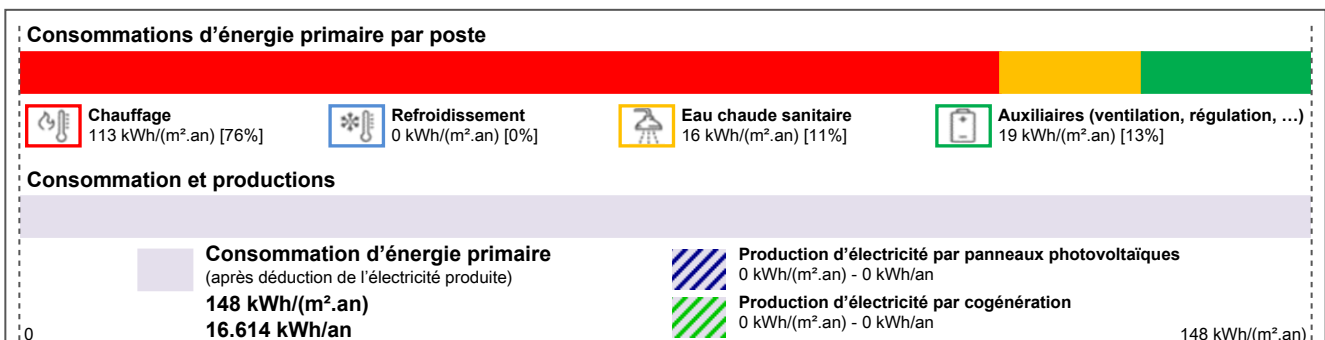 Consommations d’énergie primaire par poste
Chauffage
113 kWh/(m².an) [76%]
Refroidissement
0 kWh/(m².an) [0%]
Eau chaude sanitaire
16 kWh/(m².an) [11%]
Auxiliaires (ventilation, régulation, …)
19 kWh/(m².an) [13%]
Consommation et productions
Consommation d’énergie primaire
(après déduction de l’électricité produite)
148 kWh/(m².an)
16.614 kWh/an
Production d’électricité par panneaux photovoltaïques
0 kWh/(m².an) - 0 kWh/an
Production d’électricité par cogénération
0 kWh/(m².an) - 0 kWh/an
0
148 kWh/(m².an)